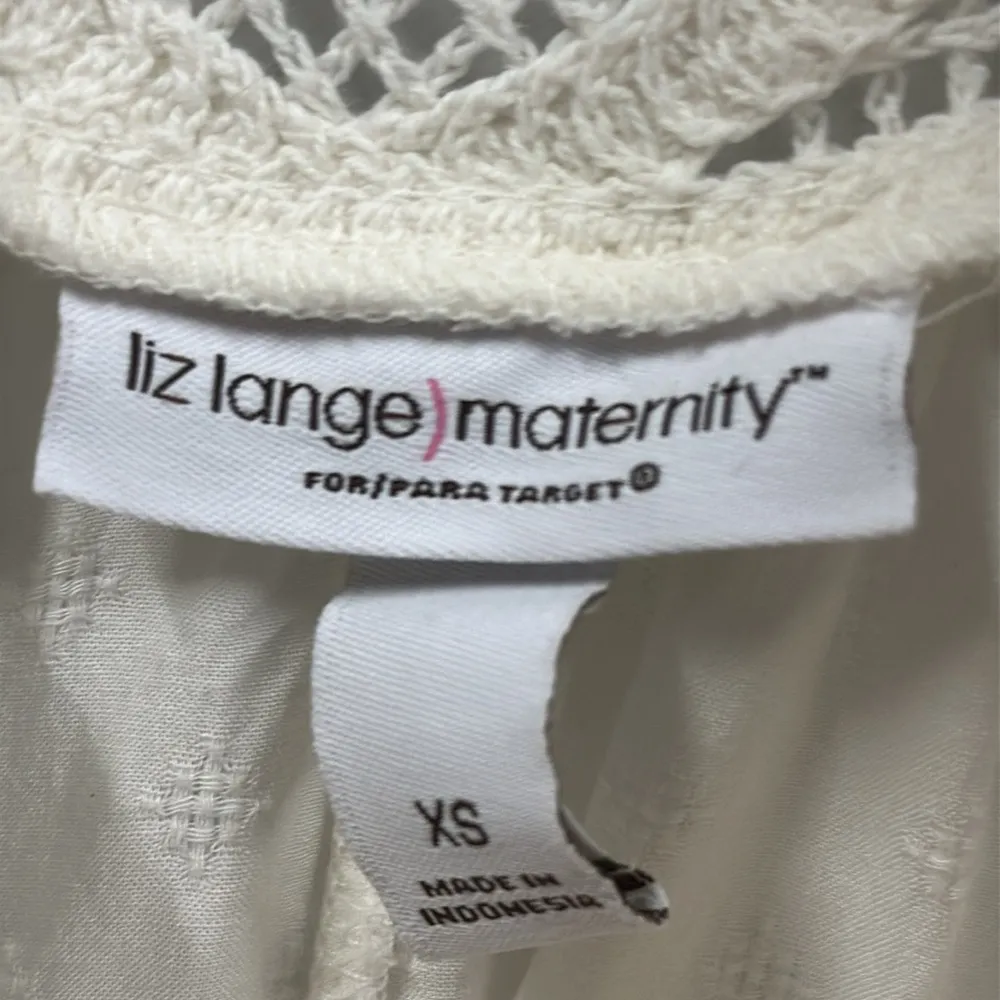 liz lange)maternity™
FOR/PARA TARGET®
XS
MADE IN
INDONESIA